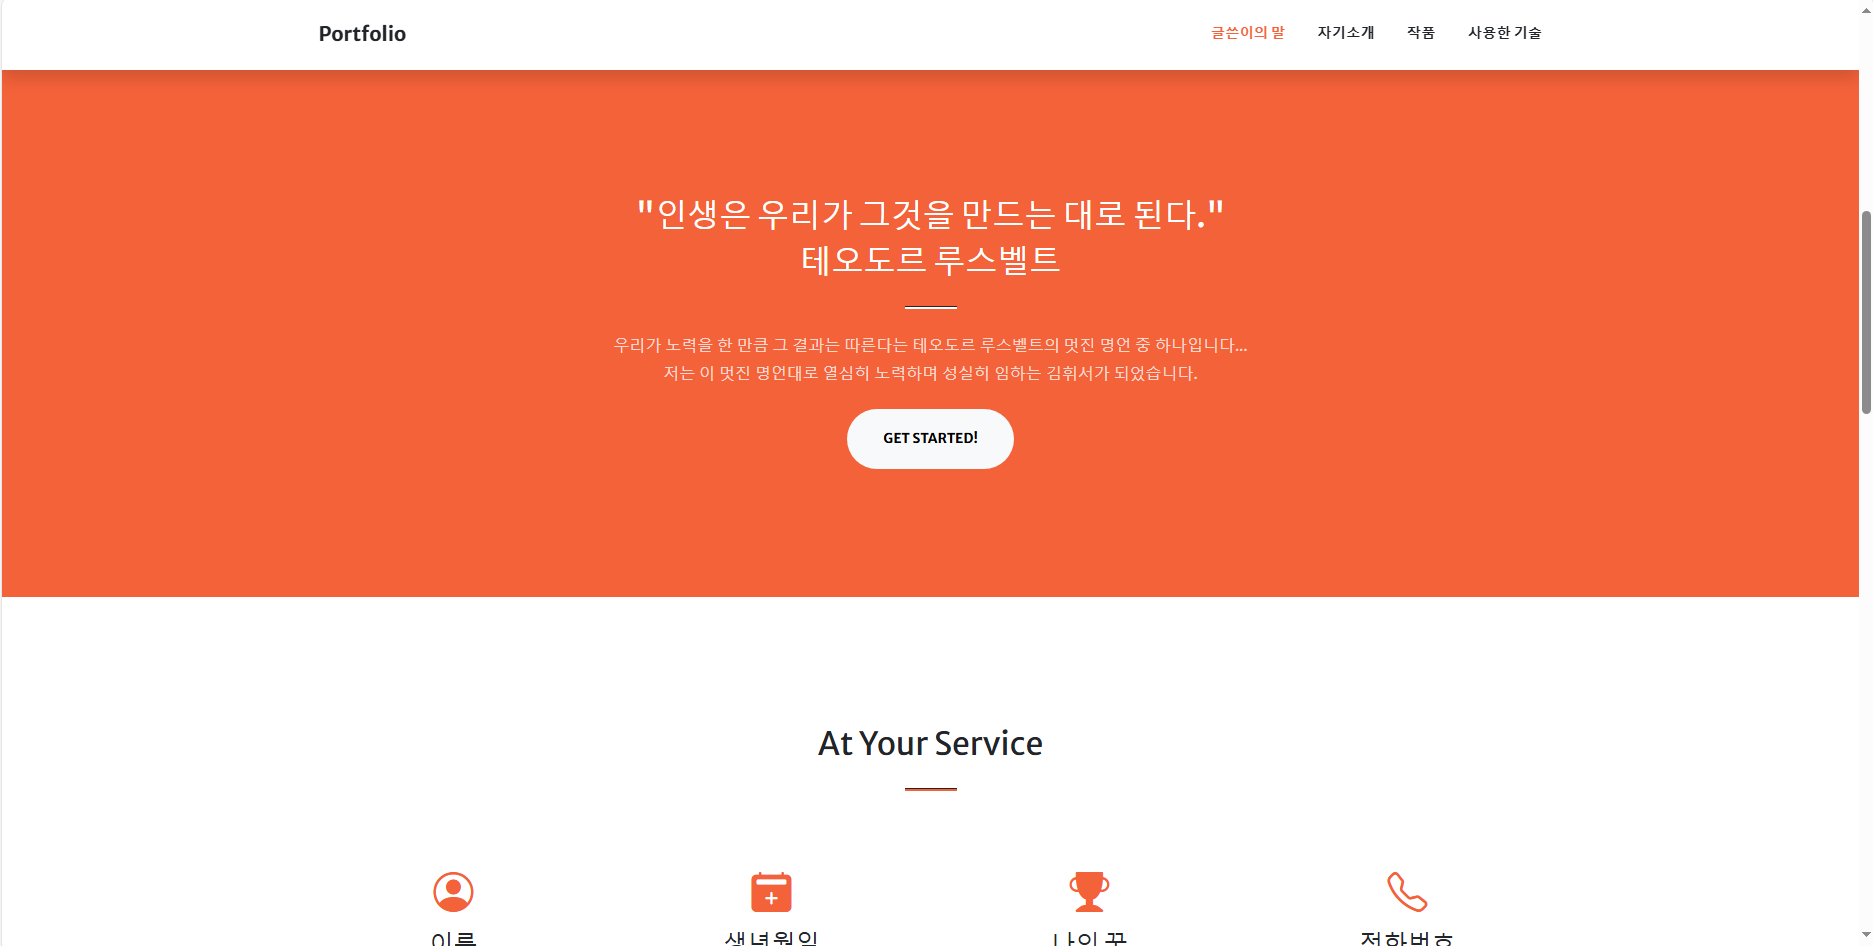 Portfolio
글쓴이의 말 자기소개 작품 사용한 기술
"인생은 우리가 그것을 만드는 대로 된다."
테오도르 루스벨트
우리가 노력을 한 만큼 그 결과는 따른다는 테오도르 루스벨트의 멋진 명언 중 하나입니다...
저는 이 멋진 명언대로 열심히 노력하며 성실히 임하는 김휘서가 되었습니다.
GET STARTED!
At Your Service
이름 생년월일 나의 꿈 전화번호